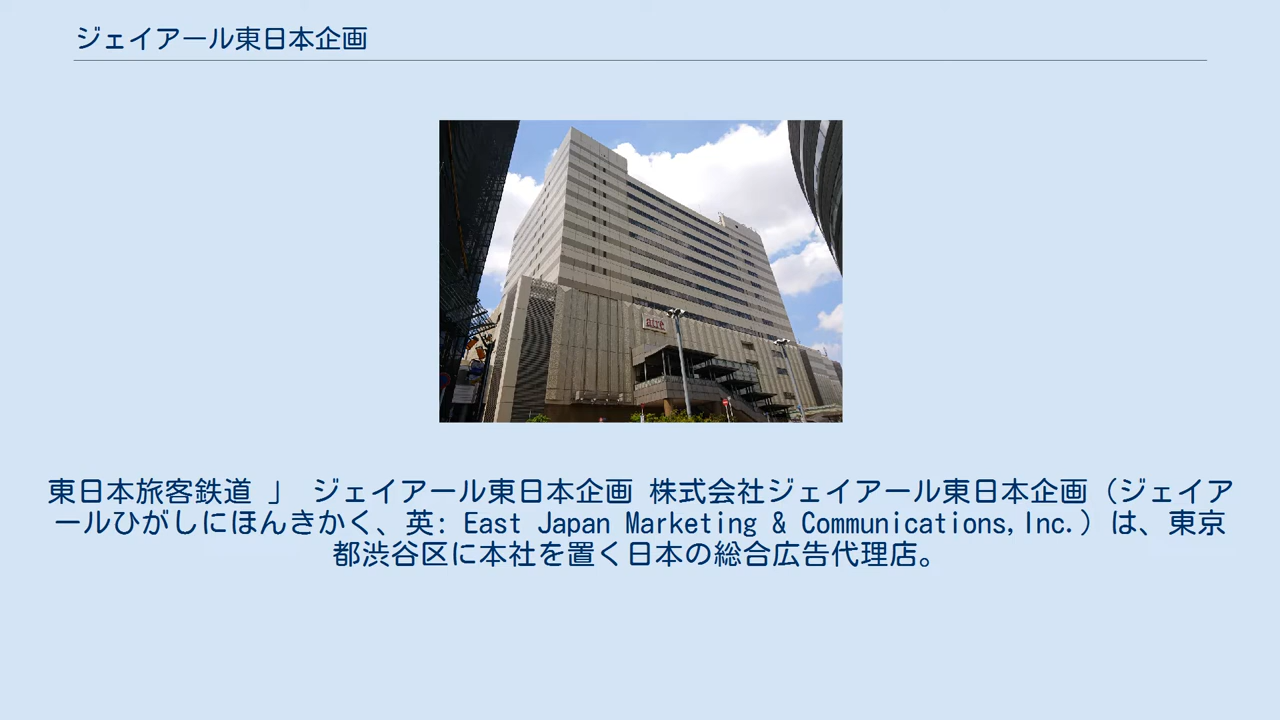 ジェイアール東日本企画
atré
東日本旅客鉄道 」 ジェイアール東日本企画 株式会社ジェイアール東日本企画（ジェイア
ールひがしにほんきかく、英: East Japan Marketing & Communications,Inc.）は、東京
都渋谷区に本社を置く日本の総合広告代理店。